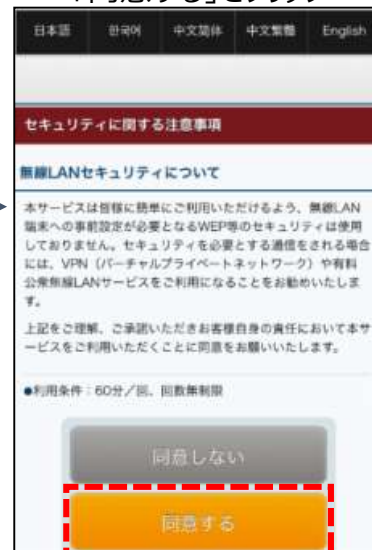 「同意する」をクリック
日本語 한국어 中文简体 中文繁體 English
セキュリティに関する注意事項
無線LANセキュリティについて
本サービスは皆様に簡単にご利用いただけるよう、無線LAN
端末への事前設定が必要となるWEP等のセキュリティは使用
しておりません。セキュリティを必要とする通信をされる場合
には、VPN（バーチャルプライベートネットワーク）や有料
公衆無線LANサービスをご利用になることをお勧めいたしま
す。
上記をご理解、ご承諾いただきお客様自身の責任において本サ
ービスをご利用いただくことに同意をお願いいたします。
●利用条件：60分／回、回数無制限
同意しない
同意する